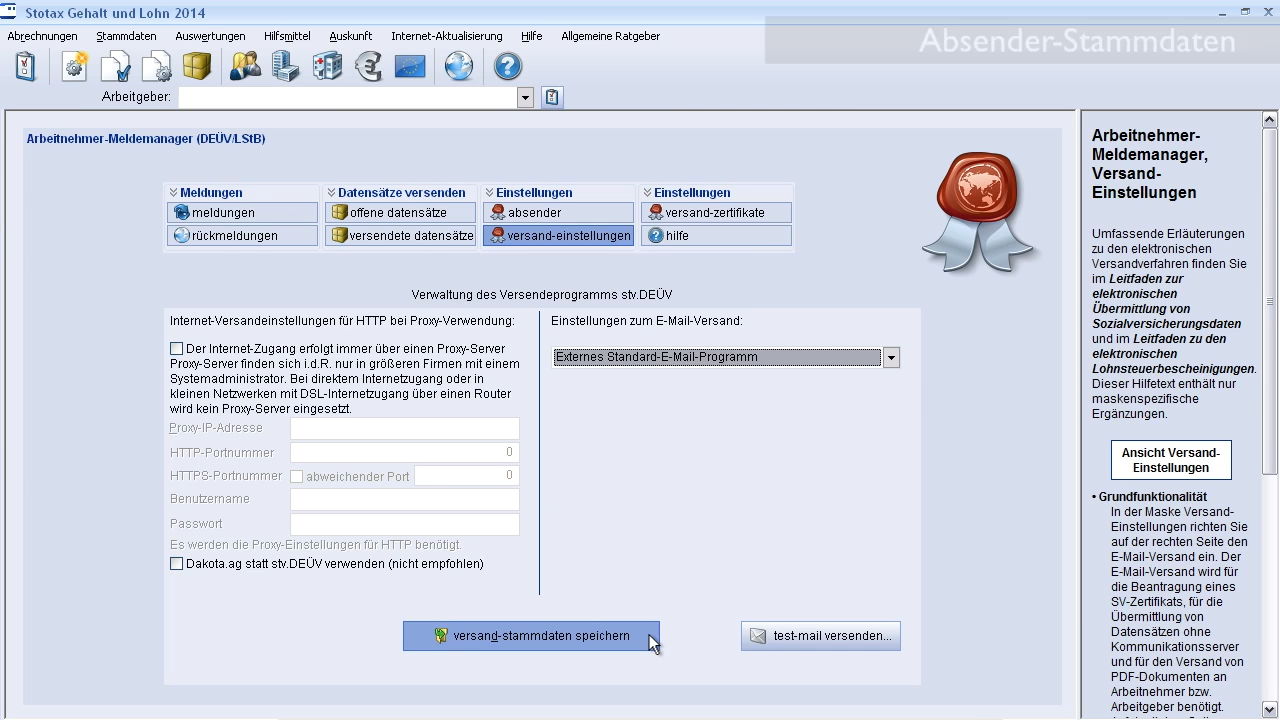 Stotax Gehalt und Lohn 2014
Abrechnungen Stammdaten Auswertungen Hilfsmittel Auskunft Internet-Aktualisierung Hilfe Allgemeine Ratgeber
Absender-Stammdaten
Arbeitgeber:
Arbeitnehmer-Meldemanager (DEÜV/LStB)
Meldungen Datensätze versenden Einstellungen Einstellungen
meldungen offene datensätze absender versand-zertifikate
rückmeldungen versendete datensätze versand-einstellungen hilfe
Verwaltung des Versendeprogramms stv.DEÜV
Internet-Versandeinstellungen für HTTP bei Proxy-Verwendung:
Der Internet-Zugang erfolgt immer über einen Proxy-Server
Proxy-Server finden sich i.d.R. nur in größeren Firmen mit einem
Systemadministrator. Bei direktem Internetzugang oder in
kleinen Netzwerken mit DSL-Internetzugang über einen Router
wird kein Proxy-Server eingesetzt.
Proxy-IP-Adresse
HTTP-Portnummer 0
HTTPS-Portnummer abweichender Port 0
Benutzername
Passwort
Es werden die Proxy-Einstellungen für HTTP benötigt.
Dakota.ag statt stv.DEÜV verwenden (nicht empfohlen)
Einstellungen zum E-Mail-Versand:
Externes Standard-E-Mail-Programm
versand-stammdaten speichern
test-mail versenden...
Arbeitnehmer-
Meldemanager,
Versand-
Einstellungen
Umfassende Erläuterungen
zu den elektronischen
Versandverfahren finden Sie
im Leitfaden zur
elektronischen
Übermittlung von
Sozialversicherungsdaten
und im Leitfaden zu den
elektronischen
Lohnsteuerbescheinigungen.
Dieser Hilfetext enthält nur
maskenspezifische
Ergänzungen.
Ansicht Versand-
Einstellungen
• Grundfunktionalität
In der Maske Versand-
Einstellungen richten Sie
auf der rechten Seite den
E-Mail-Versand ein. Der
E-Mail-Versand wird für
die Beantragung eines
SV-Zertifikats, für die
Übermittlung von
Datensätzen ohne
Kommunikationsserver
und für den Versand von
PDF-Dokumenten an
Arbeitnehmer bzw.
Arbeitgeber benötigt.